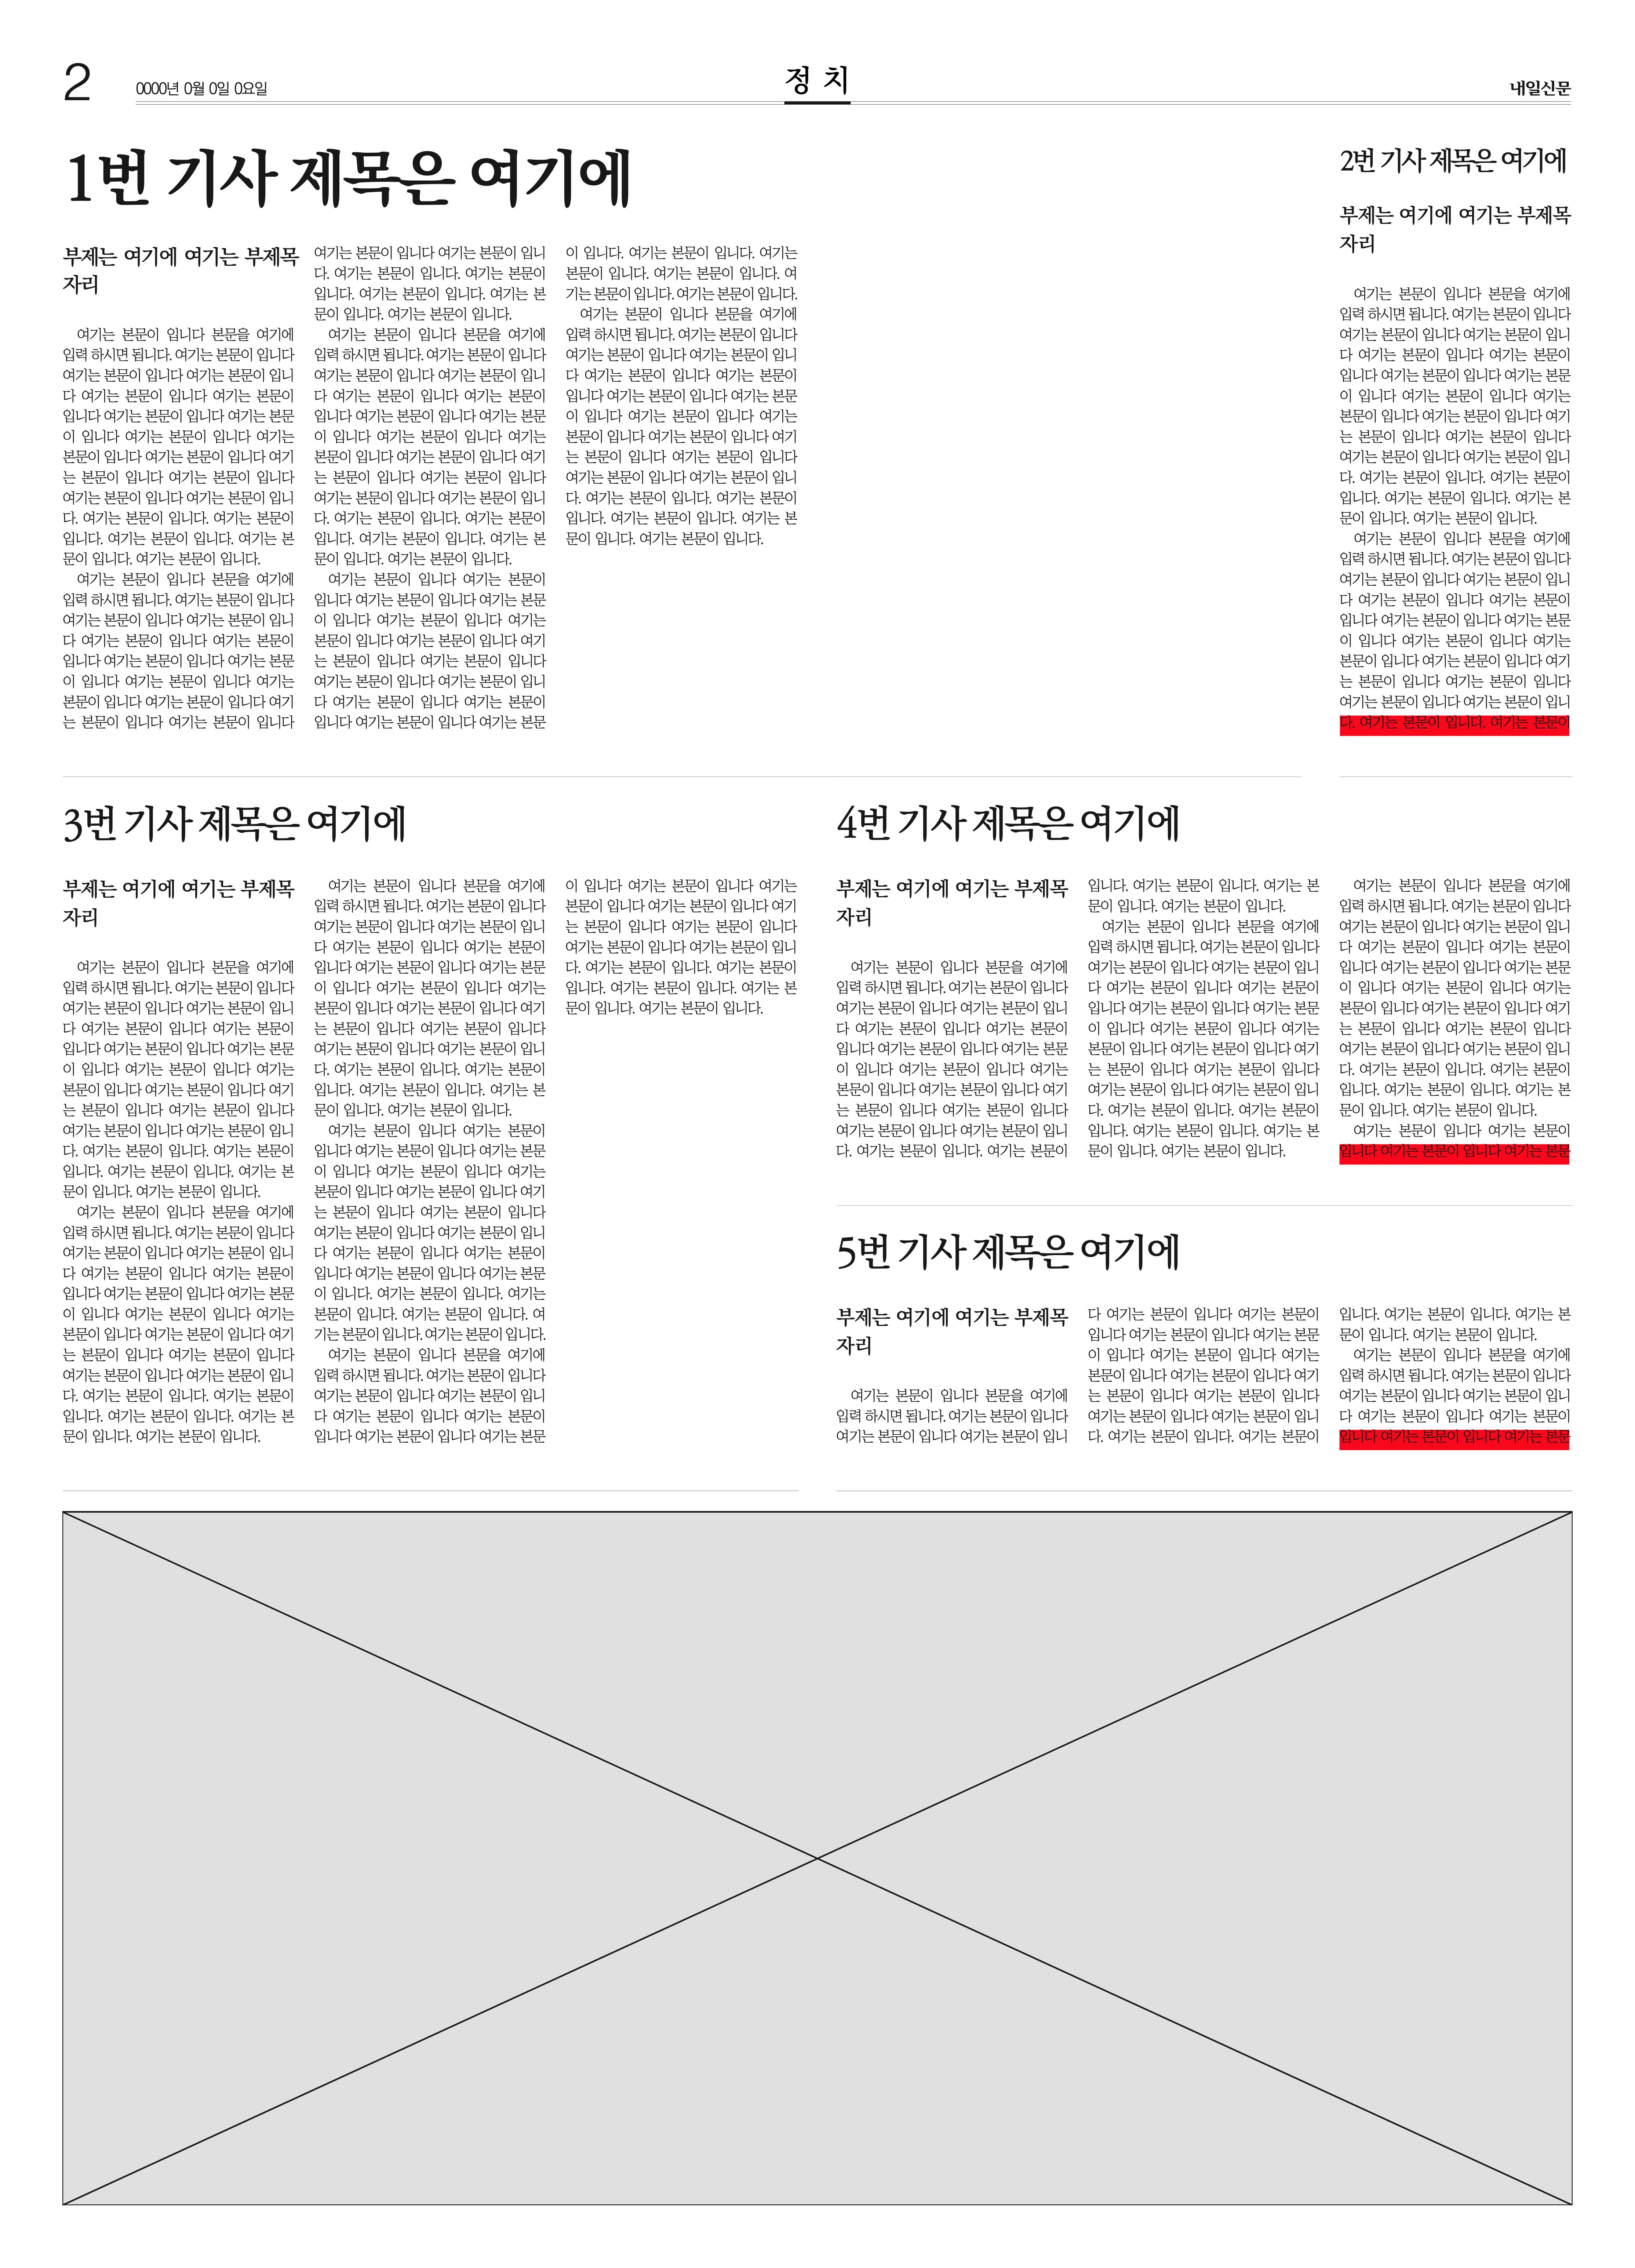 2
0000년 0월 0일 0요일
정 치
내일신문
1번 기사 제목은 여기에
부제는 여기에 여기는 부제목
자리
여기는 본문이 입니다 본문을 여기에
입력 하시면 됩니다. 여기는 본문이 입니다
여기는 본문이 입니다 여기는 본문이 입니
다 여기는 본문이 입니다 여기는 본문이
입니다 여기는 본문이 입니다 여기는 본문
이 입니다 여기는 본문이 입니다 여기는
본문이 입니다 여기는 본문이 입니다 여기
는 본문이 입니다 여기는 본문이 입니다
여기는 본문이 입니다 여기는 본문이 입니
다. 여기는 본문이 입니다. 여기는 본문이
입니다. 여기는 본문이 입니다. 여기는 본
문이 입니다. 여기는 본문이 입니다.
여기는 본문이 입니다 본문을 여기에
입력 하시면 됩니다. 여기는 본문이 입니다
여기는 본문이 입니다 여기는 본문이 입니
다 여기는 본문이 입니다 여기는 본문이
입니다 여기는 본문이 입니다 여기는 본문
이 입니다 여기는 본문이 입니다 여기는
본문이 입니다 여기는 본문이 입니다 여기
는 본문이 입니다 여기는 본문이 입니다
여기는 본문이 입니다 여기는 본문이 입니
다. 여기는 본문이 입니다. 여기는 본문이
입니다. 여기는 본문이 입니다. 여기는 본
문이 입니다. 여기는 본문이 입니다.
여기는 본문이 입니다 본문을 여기에
입력 하시면 됩니다. 여기는 본문이 입니다
여기는 본문이 입니다 여기는 본문이 입니
다 여기는 본문이 입니다 여기는 본문이
입니다 여기는 본문이 입니다 여기는 본문
이 입니다 여기는 본문이 입니다 여기는
본문이 입니다 여기는 본문이 입니다 여기
는 본문이 입니다 여기는 본문이 입니다
여기는 본문이 입니다 여기는 본문이 입니
다. 여기는 본문이 입니다. 여기는 본문이
입니다. 여기는 본문이 입니다. 여기는 본
문이 입니다. 여기는 본문이 입니다.
여기는 본문이 입니다 여기는 본문이
입니다 여기는 본문이 입니다 여기는 본문
이 입니다 여기는 본문이 입니다 여기는
본문이 입니다 여기는 본문이 입니다 여기
는 본문이 입니다 여기는 본문이 입니다
여기는 본문이 입니다 여기는 본문이 입니
다 여기는 본문이 입니다 여기는 본문이
입니다 여기는 본문이 입니다 여기는 본문
이 입니다. 여기는 본문이 입니다. 여기는
본문이 입니다. 여기는 본문이 입니다. 여
기는 본문이 입니다. 여기는 본문이 입니다.
여기는 본문이 입니다 본문을 여기에
입력 하시면 됩니다. 여기는 본문이 입니다
여기는 본문이 입니다 여기는 본문이 입니
다 여기는 본문이 입니다 여기는 본문이
입니다 여기는 본문이 입니다 여기는 본문
이 입니다 여기는 본문이 입니다 여기는
본문이 입니다 여기는 본문이 입니다 여기
는 본문이 입니다 여기는 본문이 입니다
여기는 본문이 입니다 여기는 본문이 입니
다. 여기는 본문이 입니다. 여기는 본문이
입니다. 여기는 본문이 입니다. 여기는 본
문이 입니다. 여기는 본문이 입니다.
2번 기사 제목은 여기에
부제는 여기에 여기는 부제목
자리
여기는 본문이 입니다 본문을 여기에
입력 하시면 됩니다. 여기는 본문이 입니다
여기는 본문이 입니다 여기는 본문이 입니
다 여기는 본문이 입니다 여기는 본문이
입니다 여기는 본문이 입니다 여기는 본문
이 입니다 여기는 본문이 입니다 여기는
본문이 입니다 여기는 본문이 입니다 여기
는 본문이 입니다 여기는 본문이 입니다
여기는 본문이 입니다 여기는 본문이 입니
다. 여기는 본문이 입니다. 여기는 본문이
입니다. 여기는 본문이 입니다. 여기는 본
문이 입니다. 여기는 본문이 입니다.
여기는 본문이 입니다 본문을 여기에
입력 하시면 됩니다. 여기는 본문이 입니다
여기는 본문이 입니다 여기는 본문이 입니
다 여기는 본문이 입니다 여기는 본문이
입니다 여기는 본문이 입니다 여기는 본문
이 입니다 여기는 본문이 입니다 여기는
본문이 입니다 여기는 본문이 입니다 여기
는 본문이 입니다 여기는 본문이 입니다
여기는 본문이 입니다 여기는 본문이 입니
다. 여기는 본문이 입니다. 여기는 본문이
3번 기사 제목은 여기에
부제는 여기에 여기는 부제목
자리
여기는 본문이 입니다 본문을 여기에
입력 하시면 됩니다. 여기는 본문이 입니다
여기는 본문이 입니다 여기는 본문이 입니
다 여기는 본문이 입니다 여기는 본문이
입니다 여기는 본문이 입니다 여기는 본문
이 입니다 여기는 본문이 입니다 여기는
본문이 입니다 여기는 본문이 입니다 여기
는 본문이 입니다 여기는 본문이 입니다
여기는 본문이 입니다 여기는 본문이 입니
다. 여기는 본문이 입니다. 여기는 본문이
입니다. 여기는 본문이 입니다. 여기는 본
문이 입니다. 여기는 본문이 입니다.
여기는 본문이 입니다 본문을 여기에
입력 하시면 됩니다. 여기는 본문이 입니다
여기는 본문이 입니다 여기는 본문이 입니
다 여기는 본문이 입니다 여기는 본문이
입니다 여기는 본문이 입니다 여기는 본문
이 입니다 여기는 본문이 입니다 여기는
본문이 입니다 여기는 본문이 입니다 여기
는 본문이 입니다 여기는 본문이 입니다
여기는 본문이 입니다 여기는 본문이 입니
다. 여기는 본문이 입니다. 여기는 본문이
입니다. 여기는 본문이 입니다. 여기는 본
문이 입니다. 여기는 본문이 입니다.
여기는 본문이 입니다 본문을 여기에
입력 하시면 됩니다. 여기는 본문이 입니다
여기는 본문이 입니다 여기는 본문이 입니
다 여기는 본문이 입니다 여기는 본문이
입니다 여기는 본문이 입니다 여기는 본문
이 입니다 여기는 본문이 입니다 여기는
본문이 입니다 여기는 본문이 입니다 여기
는 본문이 입니다 여기는 본문이 입니다
여기는 본문이 입니다 여기는 본문이 입니
다. 여기는 본문이 입니다. 여기는 본문이
입니다. 여기는 본문이 입니다. 여기는 본
문이 입니다. 여기는 본문이 입니다.
여기는 본문이 입니다 여기는 본문이
입니다 여기는 본문이 입니다 여기는 본문
이 입니다 여기는 본문이 입니다 여기는
본문이 입니다 여기는 본문이 입니다 여기
는 본문이 입니다 여기는 본문이 입니다
여기는 본문이 입니다 여기는 본문이 입니
다 여기는 본문이 입니다 여기는 본문이
입니다 여기는 본문이 입니다 여기는 본문
이 입니다. 여기는 본문이 입니다. 여기는
본문이 입니다. 여기는 본문이 입니다. 여
기는 본문이 입니다. 여기는 본문이 입니다.
여기는 본문이 입니다 본문을 여기에
입력 하시면 됩니다. 여기는 본문이 입니다
여기는 본문이 입니다 여기는 본문이 입니
다 여기는 본문이 입니다 여기는 본문이
입니다 여기는 본문이 입니다 여기는 본문
이 입니다 여기는 본문이 입니다 여기는
본문이 입니다 여기는 본문이 입니다 여기
는 본문이 입니다 여기는 본문이 입니다
여기는 본문이 입니다 여기는 본문이 입니
다. 여기는 본문이 입니다. 여기는 본문이
입니다. 여기는 본문이 입니다. 여기는 본
문이 입니다. 여기는 본문이 입니다.
4번 기사 제목은 여기에
부제는 여기에 여기는 부제목
자리
여기는 본문이 입니다 본문을 여기에
입력 하시면 됩니다. 여기는 본문이 입니다
여기는 본문이 입니다 여기는 본문이 입니
다 여기는 본문이 입니다 여기는 본문이
입니다 여기는 본문이 입니다 여기는 본문
이 입니다 여기는 본문이 입니다 여기는
본문이 입니다 여기는 본문이 입니다 여기
는 본문이 입니다 여기는 본문이 입니다
여기는 본문이 입니다 여기는 본문이 입니
다. 여기는 본문이 입니다. 여기는 본문이
입니다. 여기는 본문이 입니다. 여기는 본
문이 입니다. 여기는 본문이 입니다.
여기는 본문이 입니다 본문을 여기에
입력 하시면 됩니다. 여기는 본문이 입니다
여기는 본문이 입니다 여기는 본문이 입니
다 여기는 본문이 입니다 여기는 본문이
입니다 여기는 본문이 입니다 여기는 본문
이 입니다 여기는 본문이 입니다 여기는
본문이 입니다 여기는 본문이 입니다 여기
는 본문이 입니다 여기는 본문이 입니다
여기는 본문이 입니다 여기는 본문이 입니
다. 여기는 본문이 입니다. 여기는 본문이
입니다. 여기는 본문이 입니다. 여기는 본
문이 입니다. 여기는 본문이 입니다.
여기는 본문이 입니다 본문을 여기에
입력 하시면 됩니다. 여기는 본문이 입니다
여기는 본문이 입니다 여기는 본문이 입니
다 여기는 본문이 입니다 여기는 본문이
입니다 여기는 본문이 입니다 여기는 본문
이 입니다 여기는 본문이 입니다 여기는
본문이 입니다 여기는 본문이 입니다 여기
는 본문이 입니다 여기는 본문이 입니다
여기는 본문이 입니다 여기는 본문이 입니
다. 여기는 본문이 입니다. 여기는 본문이
입니다. 여기는 본문이 입니다. 여기는 본
문이 입니다. 여기는 본문이 입니다.
여기는 본문이 입니다 여기는 본문이
입니다 여기는 본문이 입니다 여기는 본문
5번 기사 제목은 여기에
부제는 여기에 여기는 부제목
자리
여기는 본문이 입니다 본문을 여기에
입력 하시면 됩니다. 여기는 본문이 입니다
여기는 본문이 입니다 여기는 본문이 입니
다 여기는 본문이 입니다 여기는 본문이
입니다 여기는 본문이 입니다 여기는 본문
이 입니다 여기는 본문이 입니다 여기는
본문이 입니다 여기는 본문이 입니다 여기
는 본문이 입니다 여기는 본문이 입니다
여기는 본문이 입니다 여기는 본문이 입니
다. 여기는 본문이 입니다. 여기는 본문이
입니다. 여기는 본문이 입니다. 여기는 본
문이 입니다. 여기는 본문이 입니다.
여기는 본문이 입니다 본문을 여기에
입력 하시면 됩니다. 여기는 본문이 입니다
여기는 본문이 입니다 여기는 본문이 입니
다 여기는 본문이 입니다 여기는 본문이
입니다 여기는 본문이 입니다 여기는 본문